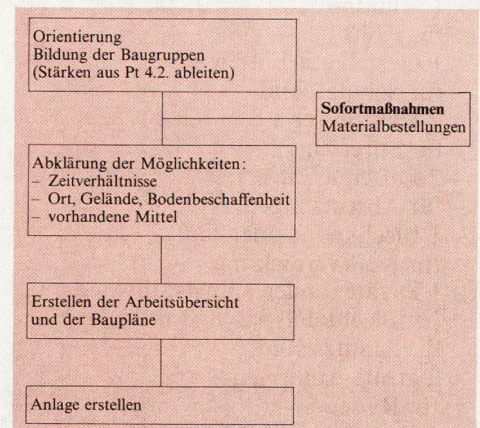 Orientierung
Bildung der Baugruppen
(Stärken aus Pt 4.2. ableiten)
Sofortmaßnahmen
Materialbestellungen
Abklärung der Möglichkeiten:
– Zeitverhältnisse
– Ort, Gelände, Bodenbeschaffenheit
– vorhandene Mittel
Erstellen der Arbeitsübersicht
und der Baupläne
Anlage erstellen